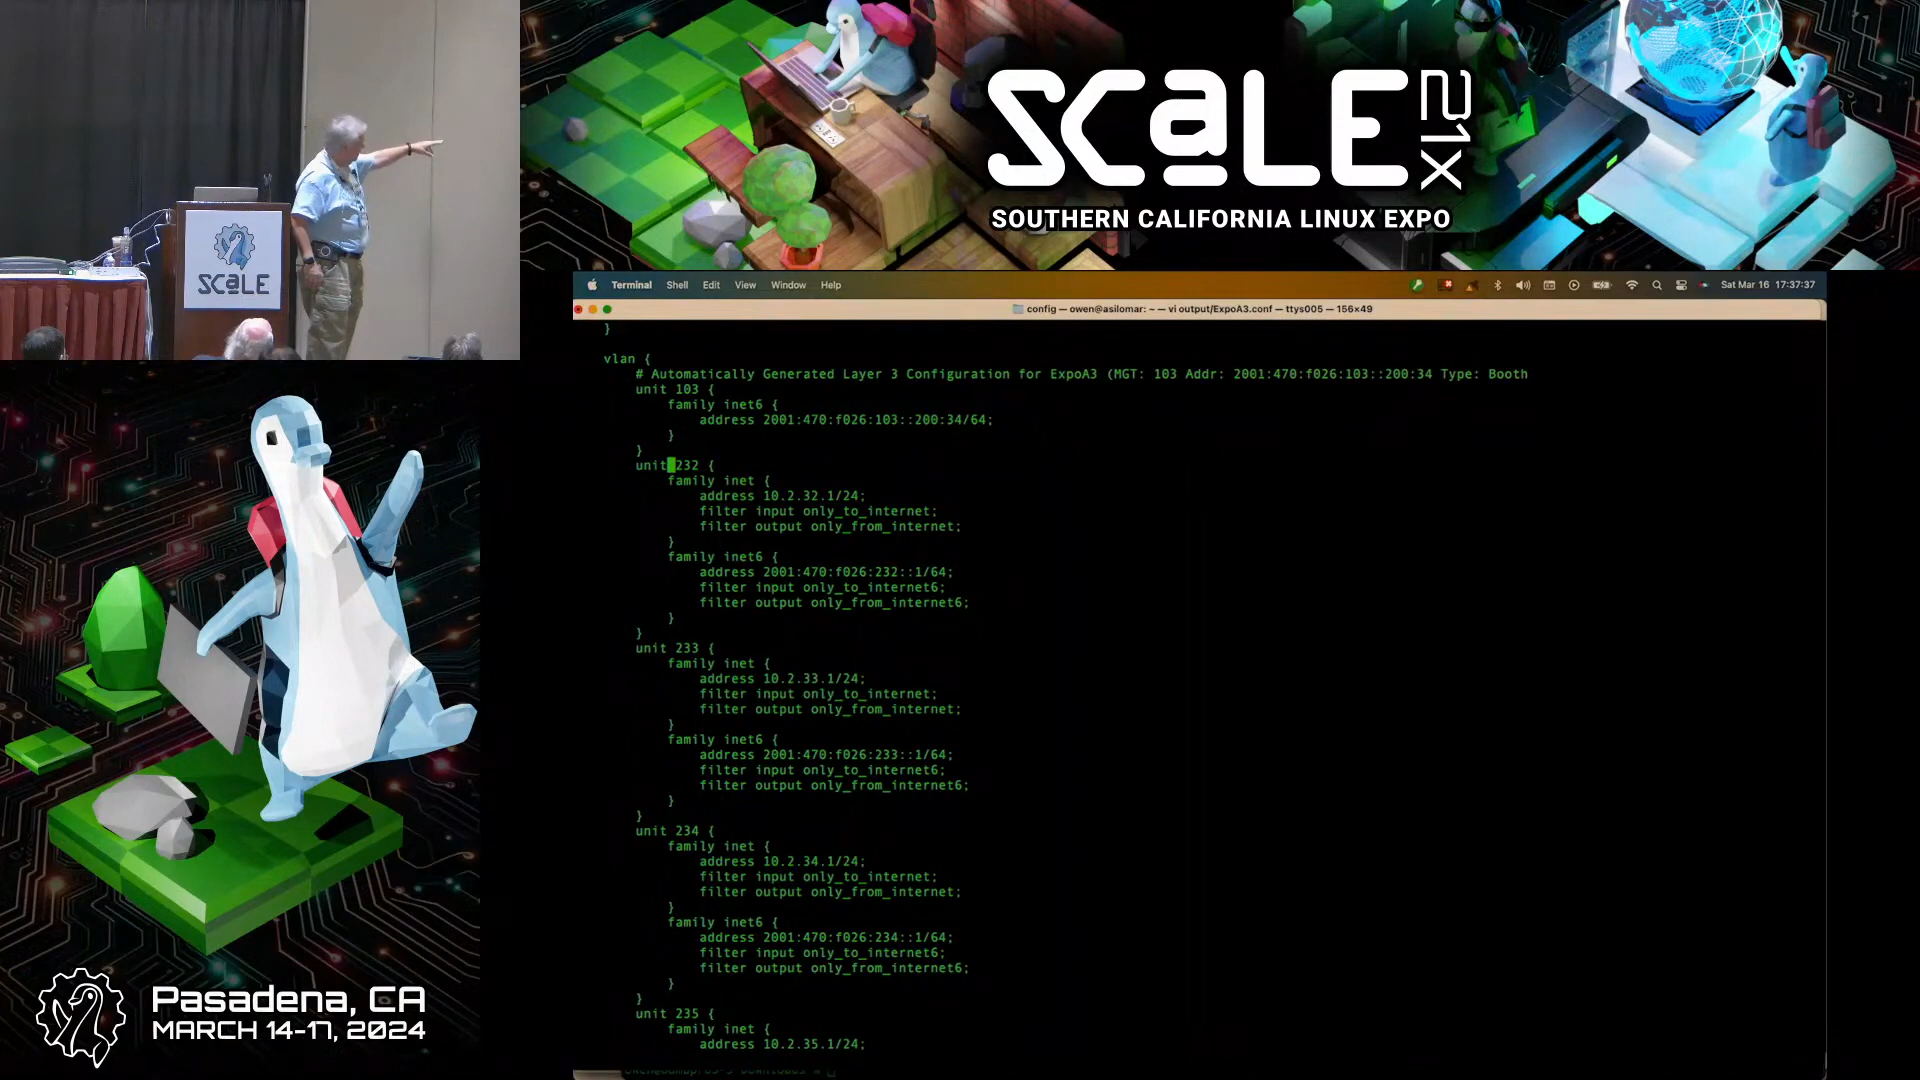 SCaLE 21X
SOUTHERN CALIFORNIA LINUX EXPO
SCaLE
Terminal Shell Edit View Window Help Sat Mar 16 17:37:37
config — owen@asilomar: ~ — vi output/ExpoA3.conf — ttys005 — 156×49
}
vlan {
# Automatically Generated Layer 3 Configuration for ExpoA3 (MGT: 103 Addr: 2001:470:f026:103::200:34 Type: Booth
unit 103 {
family inet6 {
address 2001:470:f026:103::200:34/64;
}
}
unit 232 {
family inet {
address 10.2.32.1/24;
filter input only_to_internet;
filter output only_from_internet;
}
family inet6 {
address 2001:470:f026:232::1/64;
filter input only_to_internet6;
filter output only_from_internet6;
}
}
unit 233 {
family inet {
address 10.2.33.1/24;
filter input only_to_internet;
filter output only_from_internet;
}
family inet6 {
address 2001:470:f026:233::1/64;
filter input only_to_internet6;
filter output only_from_internet6;
}
}
unit 234 {
family inet {
address 10.2.34.1/24;
filter input only_to_internet;
filter output only_from_internet;
}
family inet6 {
address 2001:470:f026:234::1/64;
filter input only_to_internet6;
filter output only_from_internet6;
}
}
unit 235 {
family inet {
address 10.2.35.1/24;
Pasadena, CA
MARCH 14-17, 2024